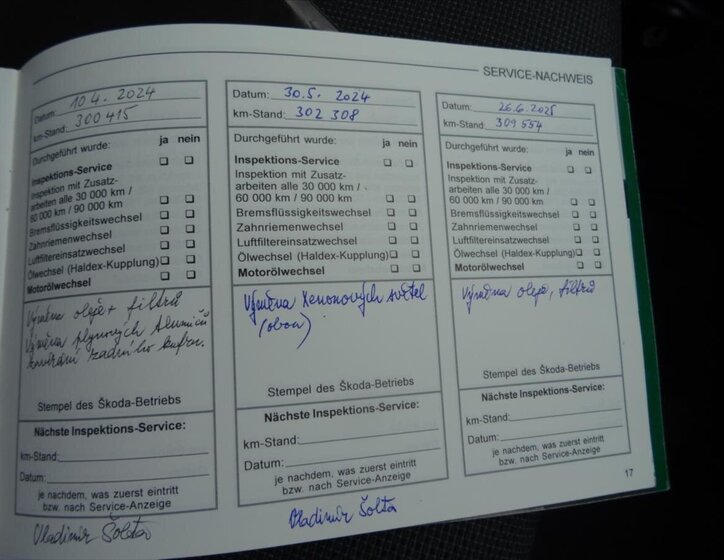 SERVICE-NACHWEIS
Datum: 10.4. 2024
km-Stand: 300 415
Durchgeführt wurde: ja nein
Inspektions-Service
Inspektion mit Zusatz-
arbeiten alle 30 000 km /
60 000 km / 90 000 km
Bremsflüssigkeitswechsel
Zahnriemenwechsel
Luftfiltereinsatzwechsel
Ölwechsel (Haldex-Kupplung)
Motorölwechsel
Výměna oleje + filtrů
Výměna plynových tlumičů
zadního kufru.
Stempel des Škoda-Betriebs
Nächste Inspektions-Service:
km-Stand:
Datum:
je nachdem, was zuerst eintritt
bzw. nach Service-Anzeige
Vladimír Šolta
Datum: 30.5. 2024
km-Stand: 302 308
Durchgeführt wurde: ja nein
Inspektions-Service
Inspektion mit Zusatz-
arbeiten alle 30 000 km /
60 000 km / 90 000 km
Bremsflüssigkeitswechsel
Zahnriemenwechsel
Luftfiltereinsatzwechsel
Ölwechsel (Haldex-Kupplung)
Motorölwechsel
Výměna Xenonových světel
(obou)
Stempel des Škoda-Betriebs
Nächste Inspektions-Service:
km-Stand:
Datum:
je nachdem, was zuerst eintritt
bzw. nach Service-Anzeige
Vladimír Šolta
Datum: 26.6.2025
km-Stand: 309 554
Durchgeführt wurde: ja nein
Inspektions-Service
Inspektion mit Zusatz-
arbeiten alle 30 000 km /
60 000 km / 90 000 km
Bremsflüssigkeitswechsel
Zahnriemenwechsel
Luftfiltereinsatzwechsel
Ölwechsel (Haldex-Kupplung)
Motorölwechsel
Výměna oleje, filtrů
Stempel des Škoda-Betriebs
Nächste Inspektions-Service:
km-Stand:
Datum:
je nachdem, was zuerst eintritt
bzw. nach Service-Anzeige
17